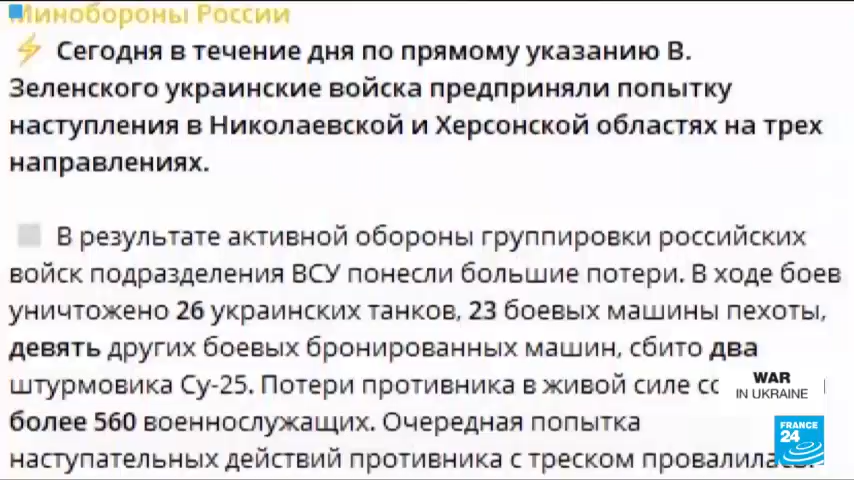 Минобороны России
⚡ Сегодня в течение дня по прямому указанию В.
Зеленского украинские войска предприняли попытку
наступления в Николаевской и Херсонской областях на трех
направлениях.
В результате активной обороны группировки российских
войск подразделения ВСУ понесли большие потери. В ходе боев
уничтожено 26 украинских танков, 23 боевых машины пехоты,
девять других боевых бронированных машин, сбито два
штурмовика Су-25. Потери противника в живой силе
более 560 военнослужащих. Очередная попытка
наступательных действий противника с треском провалилась.
WAR
IN UKRAINE
FRANCE
24